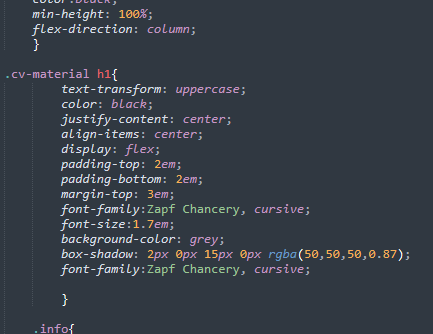 color:black;
min-height: 100%;
flex-direction: column;
}
.cv-material h1{
text-transform: uppercase;
color: black;
justify-content: center;
align-items: center;
display: flex;
padding-top: 2em;
padding-bottom: 2em;
margin-top: 3em;
font-family:Zapf Chancery, cursive;
font-size:1.7em;
background-color: grey;
box-shadow: 2px 0px 15px 0px rgba(50,50,50,0.87);
font-family:Zapf Chancery, cursive;
}
.info{